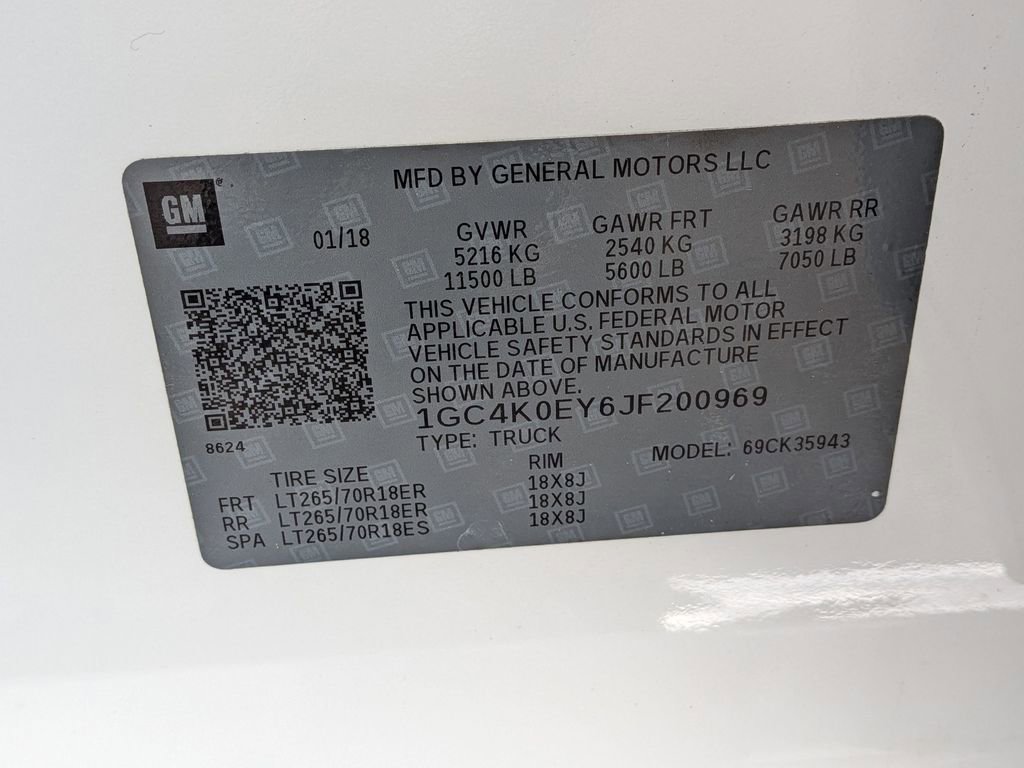 MFD BY GENERAL MOTORS LLC
GM
®
01/18
GVWR GAWR FRT GAWR RR
5216 KG 2540 KG 3198 KG
11500 LB 5600 LB 7050 LB
THIS VEHICLE CONFORMS TO ALL
APPLICABLE U.S. FEDERAL MOTOR
VEHICLE SAFETY STANDARDS IN EFFECT
ON THE DATE OF MANUFACTURE
SHOWN ABOVE.
1GC4K0EY6JF200969
8624
TYPE: TRUCK MODEL: 69CK35943
TIRE SIZE RIM
FRT LT265/70R18ER 18X8J
RR LT265/70R18ER 18X8J
SPA LT265/70R18ES 18X8J